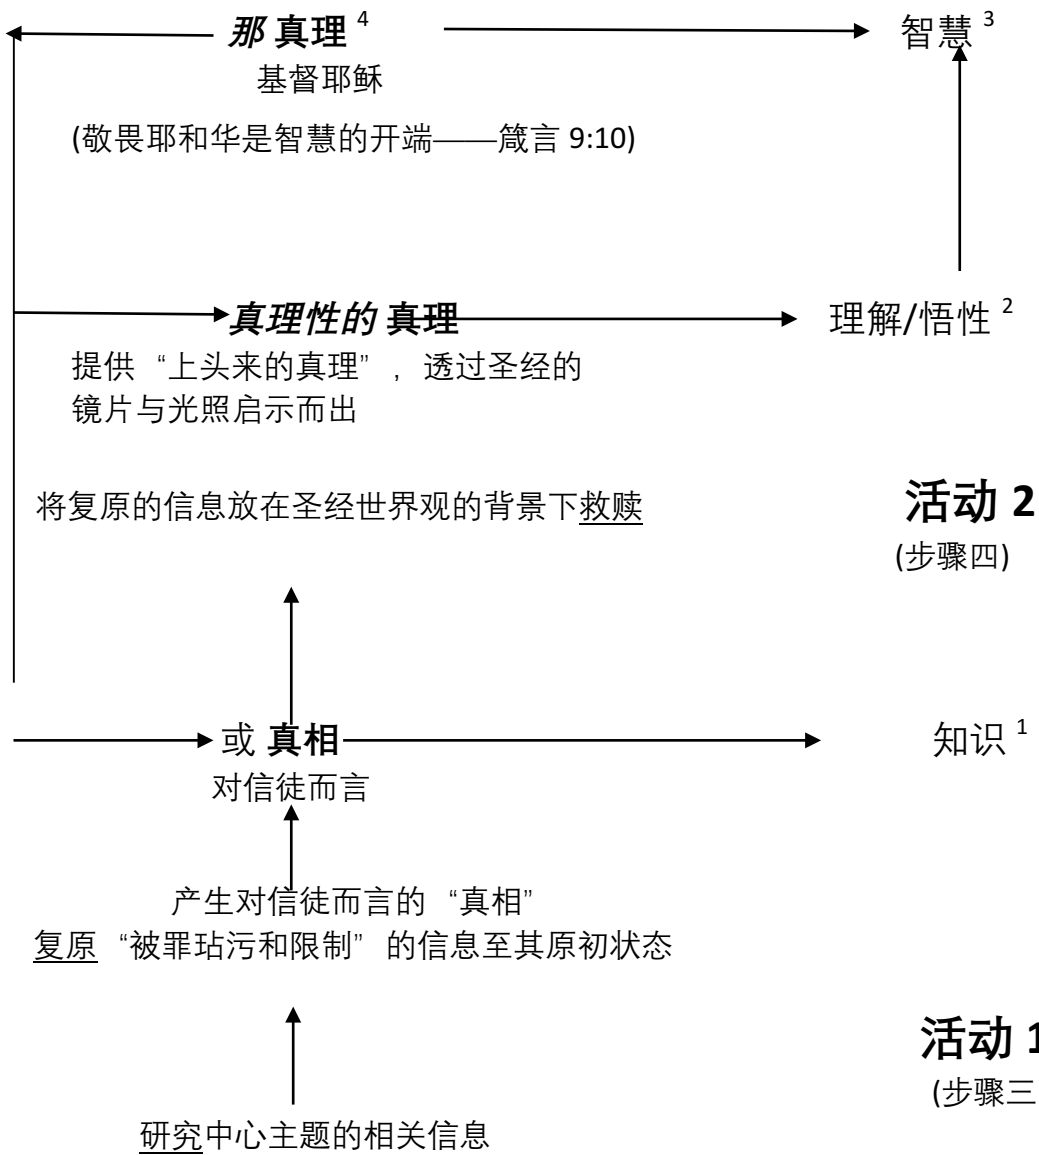 那 真理 4
智慧 3
基督耶稣
(敬畏耶和华是智慧的开端——箴言 9:10)
真理性的 真理
理解/悟性 2
提供 “上头来的真理” , 透过圣经的
镜片与光照启示而出
将复原的信息放在圣经世界观的背景下救赎
活动 2
(步骤四)
或 真相
知识 1
对信徒而言
产生对信徒而言的 “真相”
复原 “被罪玷污和限制” 的信息至其原初状态
活动 1
(步骤三
研究中心主题的相关信息